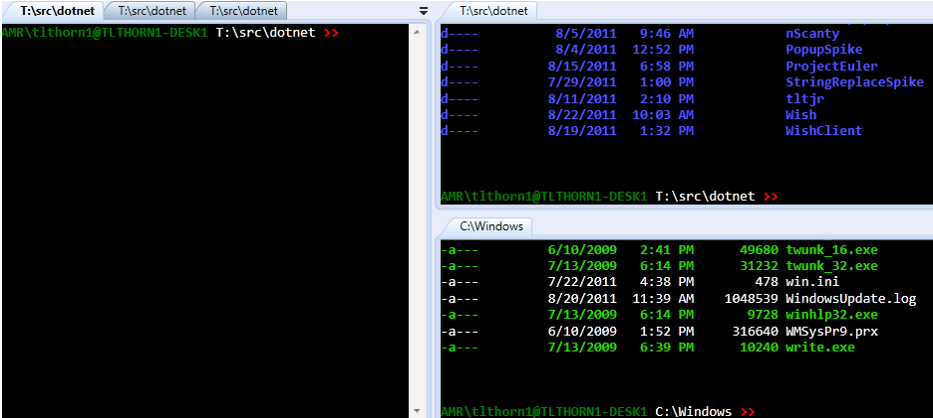 T:\src\dotnet T:\src\dotnet T:\src\dotnet
AMR\tlthorn1@TLTHORN1-DESK1 T:\src\dotnet >>
T:\src\dotnet
d---- 8/5/2011 9:46 AM nScanty
d---- 8/4/2011 12:52 PM PopupSpike
d---- 8/15/2011 6:58 PM ProjectEuler
d---- 7/29/2011 1:00 PM StringReplaceSpike
d---- 8/11/2011 2:10 PM tltjr
d---- 8/22/2011 10:03 AM Wish
d---- 8/19/2011 1:32 PM WishClient
AMR\tlthorn1@TLTHORN1-DESK1 T:\src\dotnet >>
C:\Windows
-a--- 6/10/2009 2:41 PM 49680 twunk_16.exe
-a--- 7/13/2009 6:14 PM 31232 twunk_32.exe
-a--- 7/22/2011 4:38 PM 478 win.ini
-a--- 8/20/2011 11:39 AM 1048539 WindowsUpdate.log
-a--- 7/13/2009 6:14 PM 9728 winhlp32.exe
-a--- 6/10/2009 1:52 PM 316640 WMSysPr9.prx
-a--- 7/13/2009 6:39 PM 10240 write.exe
AMR\tlthorn1@TLTHORN1-DESK1 C:\Windows >>